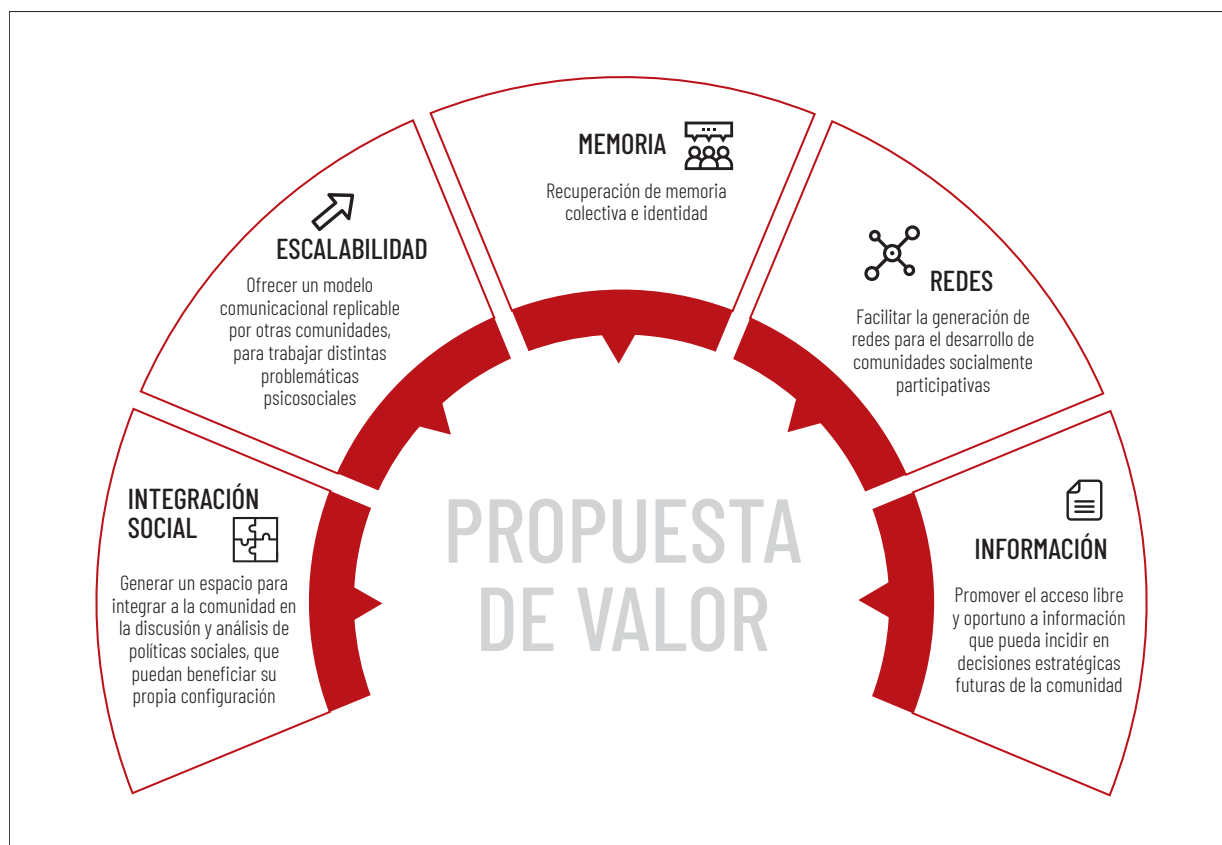 MEMORIA
Recuperación de memoria
colectiva e identidad
ESCALABILIDAD
Ofrecer un modelo
comunicacional replicable
por otras comunidades,
para trabajar distintas
problemáticas
psicosociales
REDES
Facilitar la generación de
redes para el desarrollo de
comunidades socialmente
participativas
INTEGRACIÓN
SOCIAL
Generar un espacio para
integrar a la comunidad en
la discusión y análisis de
políticas sociales, que
puedan beneficiar su
propia configuración
INFORMACIÓN
Promover el acceso libre
y oportuno a información
que pueda incidir en
decisiones estratégicas
futuras de la comunidad
PROPUESTA
DE VALOR